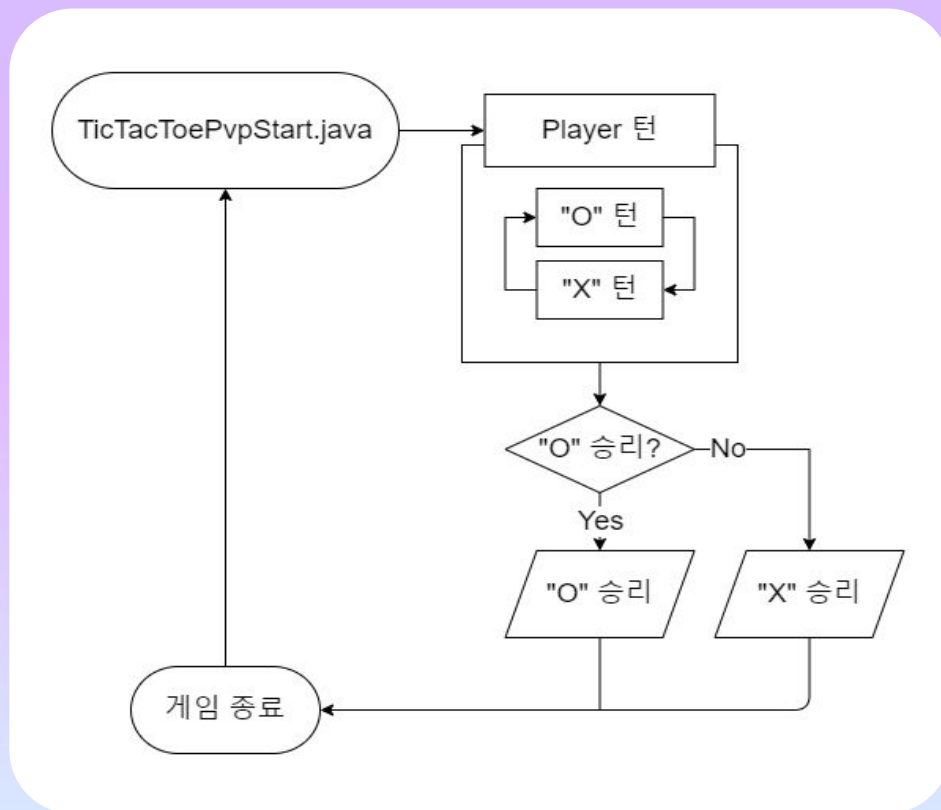 TicTacToePvpStart.java
Player 턴
"O" 턴
"X" 턴
"O" 승리?
No
Yes
"O" 승리
"X" 승리
게임 종료